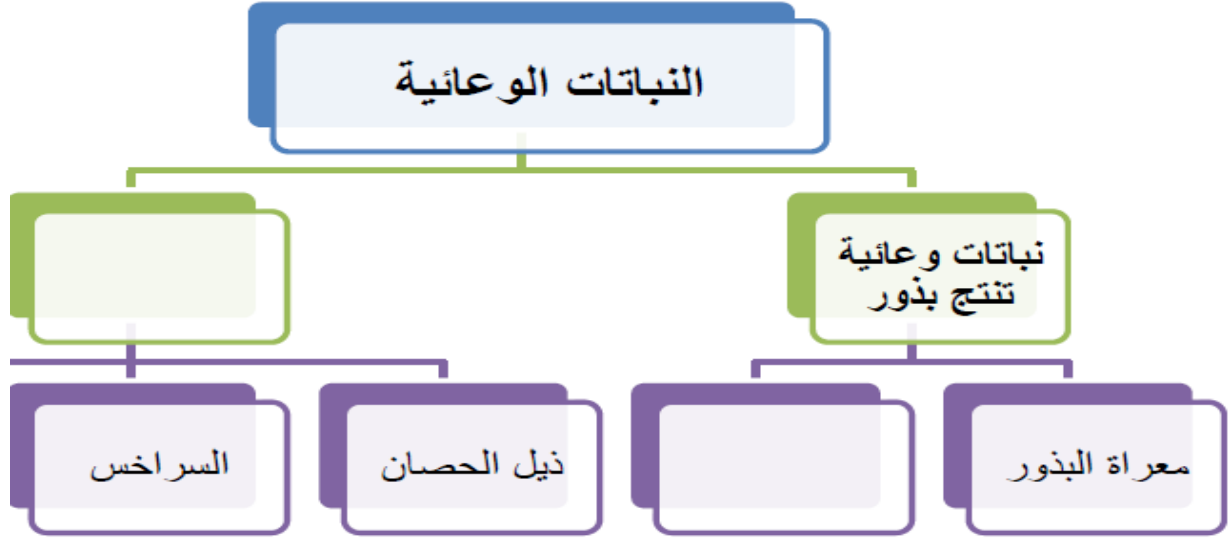 النباتات الوعائية
نباتات وعائية
تنتج بذور
معراة البذور
ذيل الحصان
السراخس